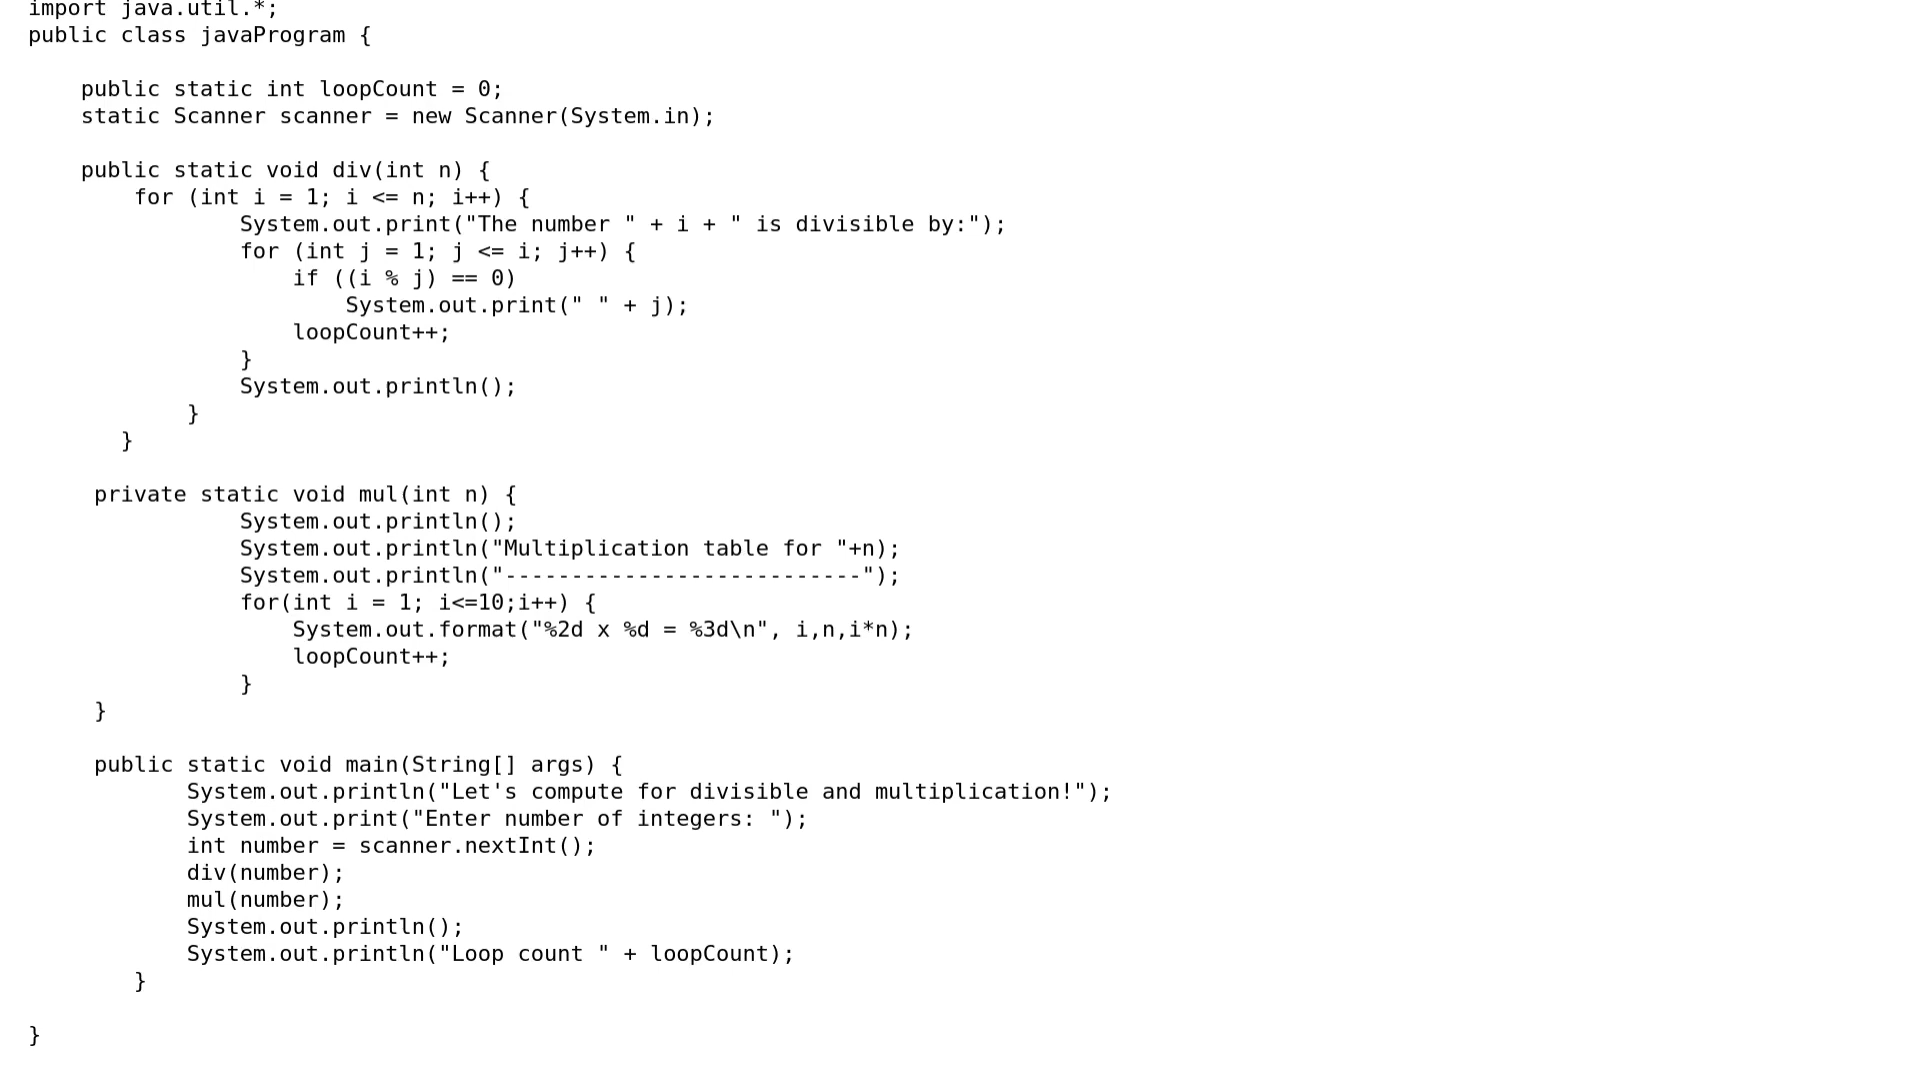 import java.util.*;
public class javaProgram {
public static int loopCount = 0;
static Scanner scanner = new Scanner(System.in);
public static void div(int n) {
for (int i = 1; i <= n; i++) {
System.out.print("The number " + i + " is divisible by:");
for (int j = 1; j <= i; j++) {
if ((i % j) == 0)
System.out.print(" " + j);
loopCount++;
}
System.out.println();
}
}
private static void mul(int n) {
System.out.println();
System.out.println("Multiplication table for "+n);
System.out.println("---------------------------");
for(int i = 1; i<=10;i++) {
System.out.format("%2d x %d = %3d\n", i,n,i*n);
loopCount++;
}
}
public static void main(String[] args) {
System.out.println("Let's compute for divisible and multiplication!");
System.out.print("Enter number of integers: ");
int number = scanner.nextInt();
div(number);
mul(number);
System.out.println();
System.out.println("Loop count " + loopCount);
}
}